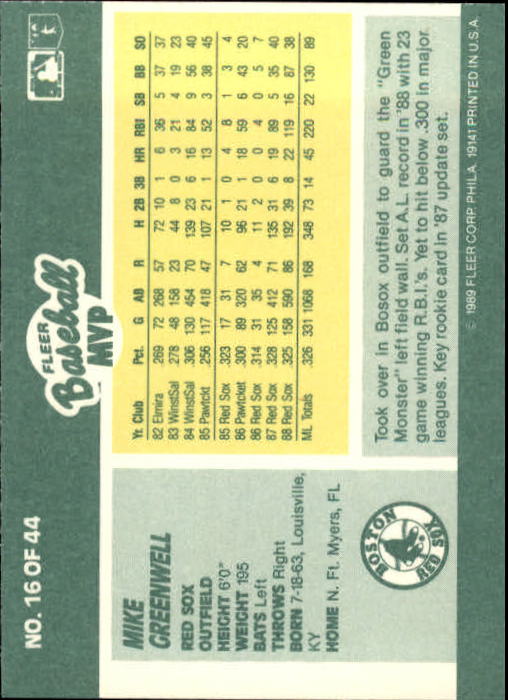 NO. 16 OF 44
FLEER
Baseball
MVP
MIKE
GREENWELL
RED SOX
OUTFIELD
HEIGHT 6'0"
WEIGHT 195
BATS Left
THROWS Right
BORN 7-18-63, Louisville,
KY
HOME N. Ft. Myers, FL
BOSTON
RED SOX
Yr. Club Pct. G AB R H 2B 3B HR RBI SB BB SO
82 Elmira .269 72 268 57 72 10 1 6 36 5 37 37
83 WinstSal .278 48 158 23 44 8 0 3 21 4 19 23
84 WinstSal .306 130 454 70 139 23 6 16 84 9 56 40
85 Pawtckt .256 117 418 47 107 21 1 13 52 3 38 45
85 Red Sox .323 17 31 7 10 1 0 4 8 1 3 4
86 Pawtcket .300 89 320 62 96 21 1 18 59 6 43 20
86 Red Sox .314 31 35 4 11 2 0 0 4 0 5 7
87 Red Sox .328 125 412 71 135 31 6 19 89 5 35 40
88 Red Sox .325 158 590 86 192 39 8 22 119 16 87 38
ML Totals .326 331 1068 168 348 73 14 45 220 22 130 89
Took over in Bosox outfield to guard the "Green
Monster" left field wall. Set A.L. record in '88 with 23
game winning R.B.I.'s. Yet to hit below .300 in major
leagues. Key rookie card in '87 update set.
© 1989 FLEER CORP. PHILA. 19141 PRINTED IN U.S.A.